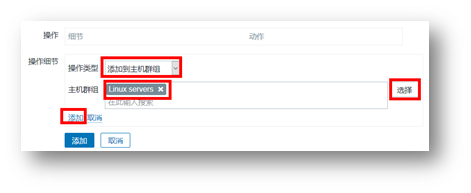 操作 细节 动作
操作细节
操作类型 添加到主机群组
主机群组 Linux servers ✕ 选择
在此输入搜索
添加 取消
添加 取消